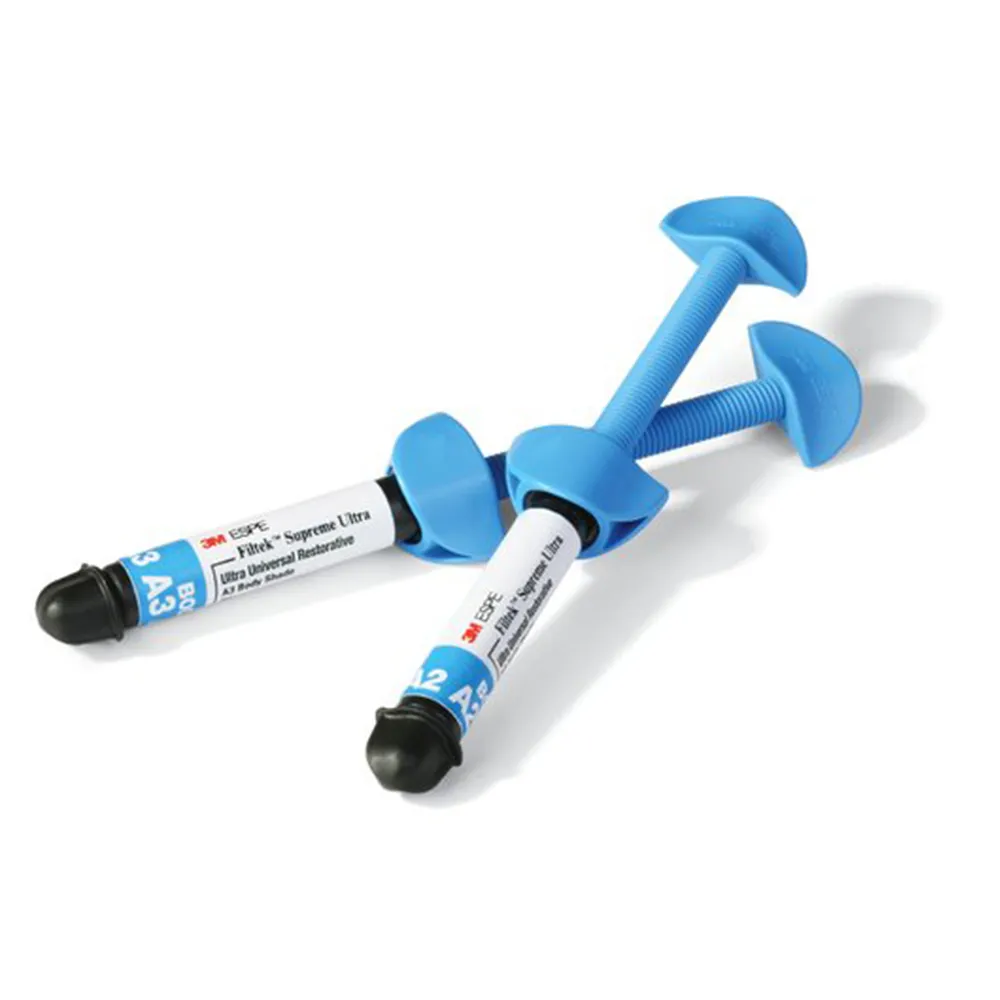 3M ESPE
Filtek™ Supreme Ultra
Ultra Universal Restorative
A3 Body Shade
3 A3
BO
3M ESPE
Filtek™ Supreme Ultra
Ultra Universal Restorative
A2
B